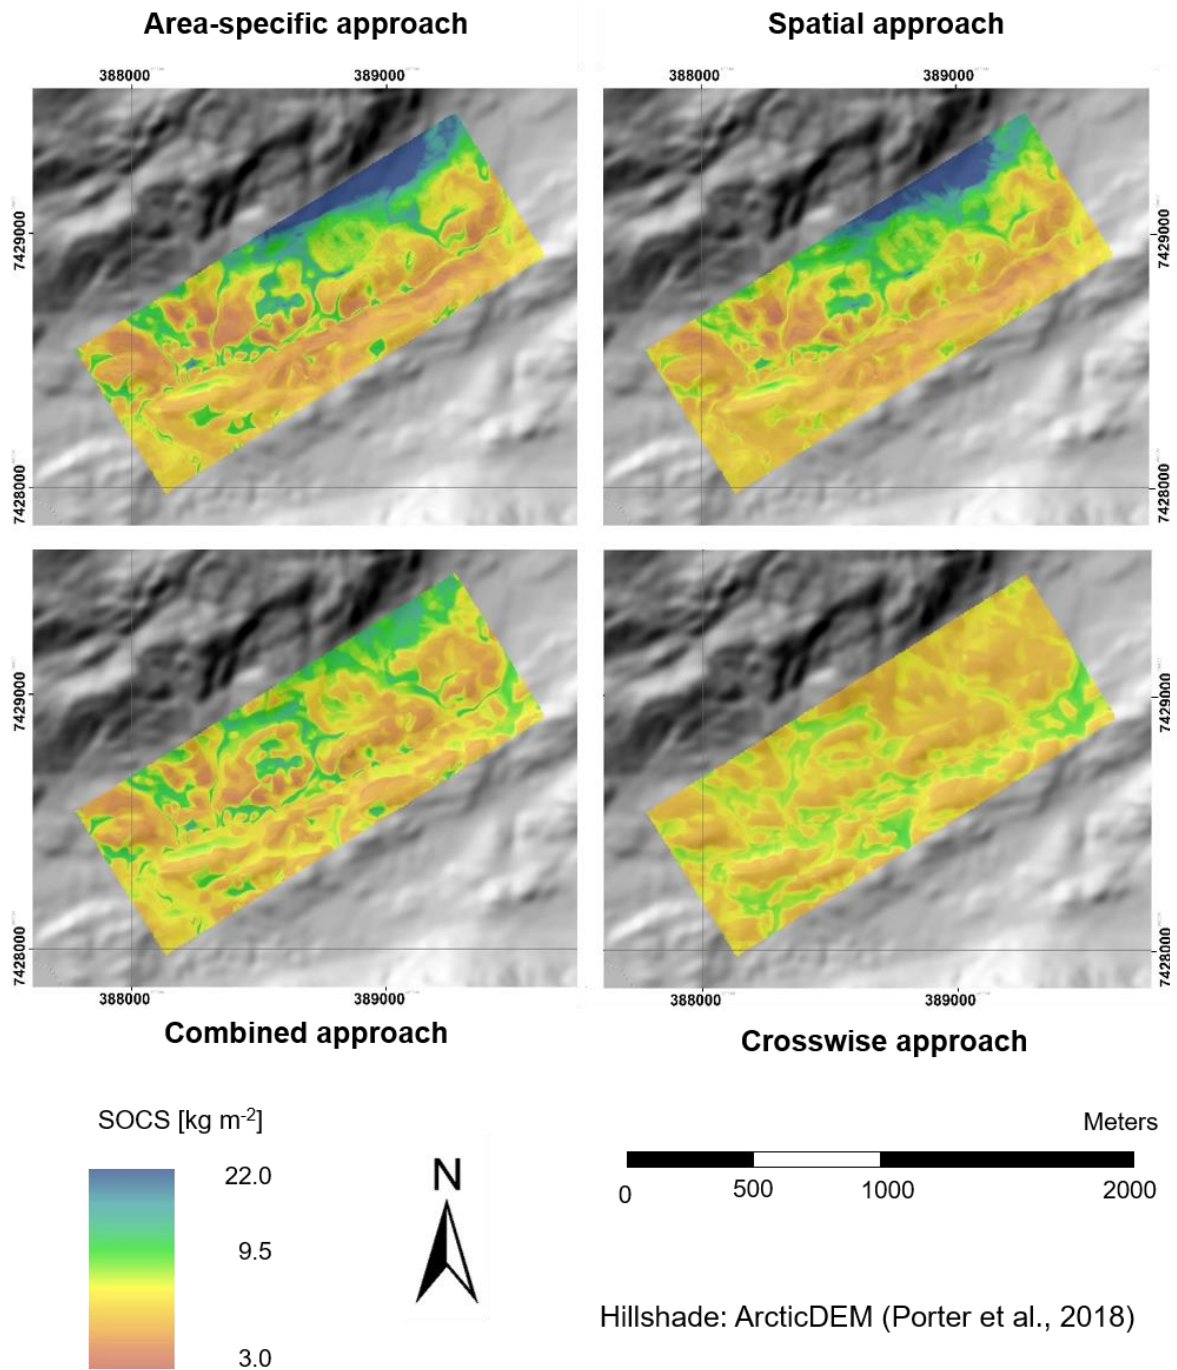 Area-specific approach
Spatial approach
388000
389000
388000
389000
7429000
7429000
7428000
7428000
7429000
7429000
7428000
7428000
388000
389000
388000
389000
Combined approach
Crosswise approach
SOCS [kg m-2]
22.0
9.5
3.0
N
Meters
0
500
1000
2000
Hillshade: ArcticDEM (Porter et al., 2018)